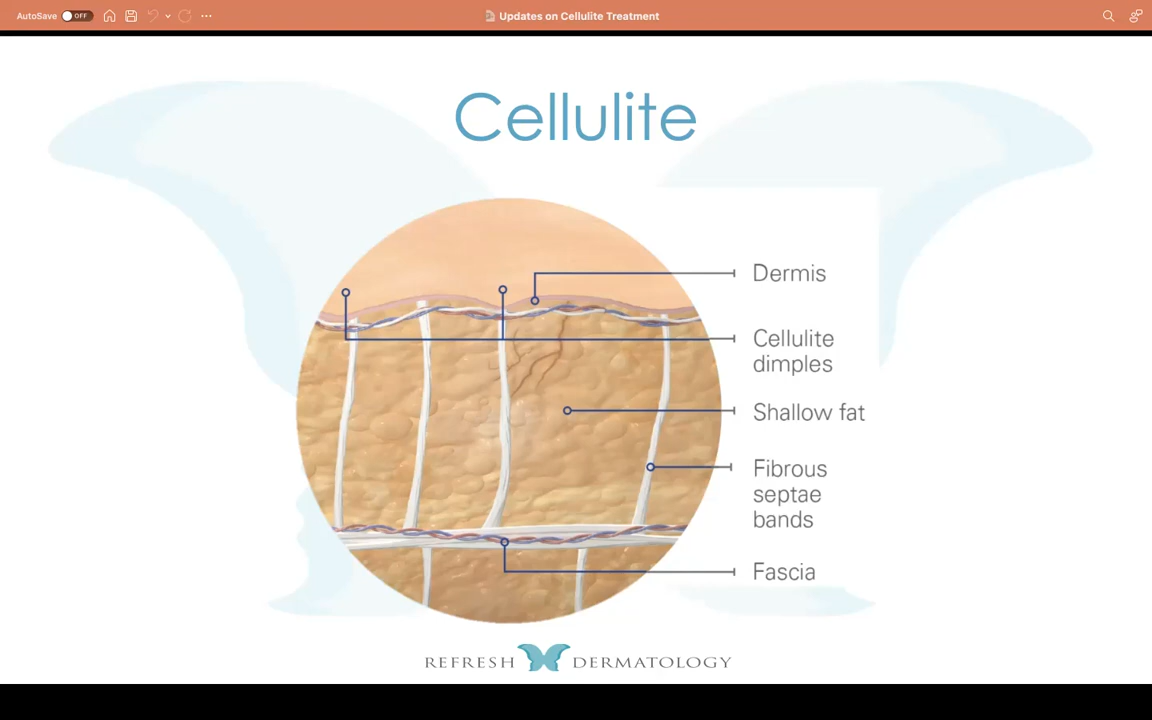 AutoSave OFF
Updates on Cellulite Treatment
Cellulite
Dermis
Cellulite
dimples
Shallow fat
Fibrous
septae
bands
Fascia
REFRESH DERMATOLOGY